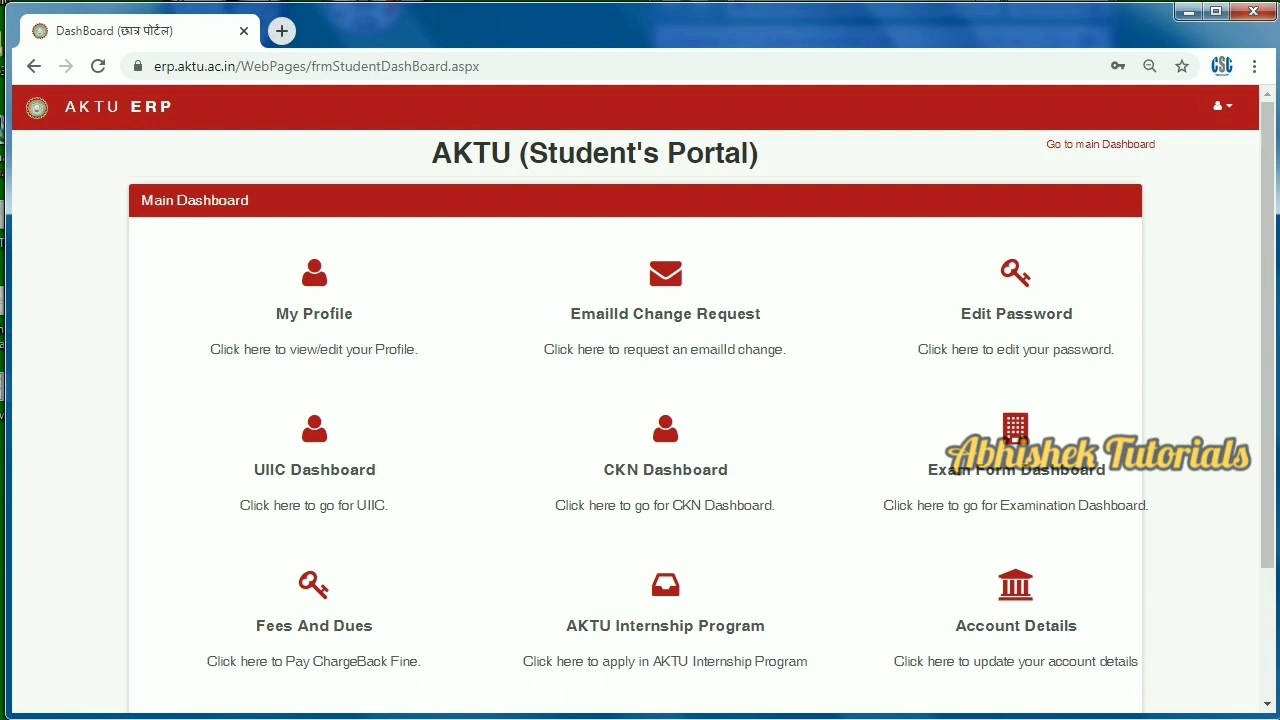 DashBoard (छात्र पोर्टल)
erp.aktu.ac.in/WebPages/frmStudentDashBoard.aspx
CSC
AKTU ERP
AKTU (Student's Portal)
Go to main Dashboard
Main Dashboard
My Profile
EmailId Change Request
Edit Password
Click here to view/edit your Profile.
Click here to request an emailId change.
Click here to edit your password.
Abhishek Tutorials
UIIC Dashboard
CKN Dashboard
Exam Form Dashboard
Click here to go for UIIC.
Click here to go for CKN Dashboard.
Click here to go for Examination Dashboard.
Fees And Dues
AKTU Internship Program
Account Details
Click here to Pay ChargeBack Fine.
Click here to apply in AKTU Internship Program
Click here to update your account details